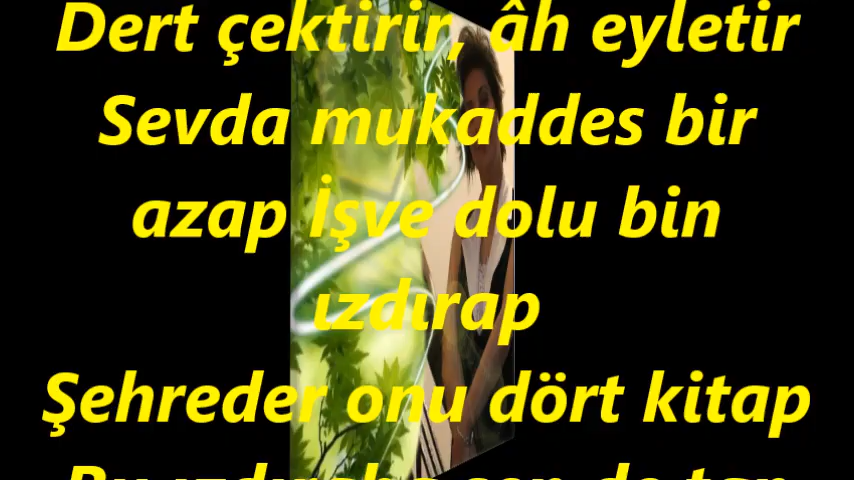 Dert çektirir, âh eyletir
Sevda mukaddes bir
azap İşve dolu bin
ızdırap
Şehreder onu dört kitap